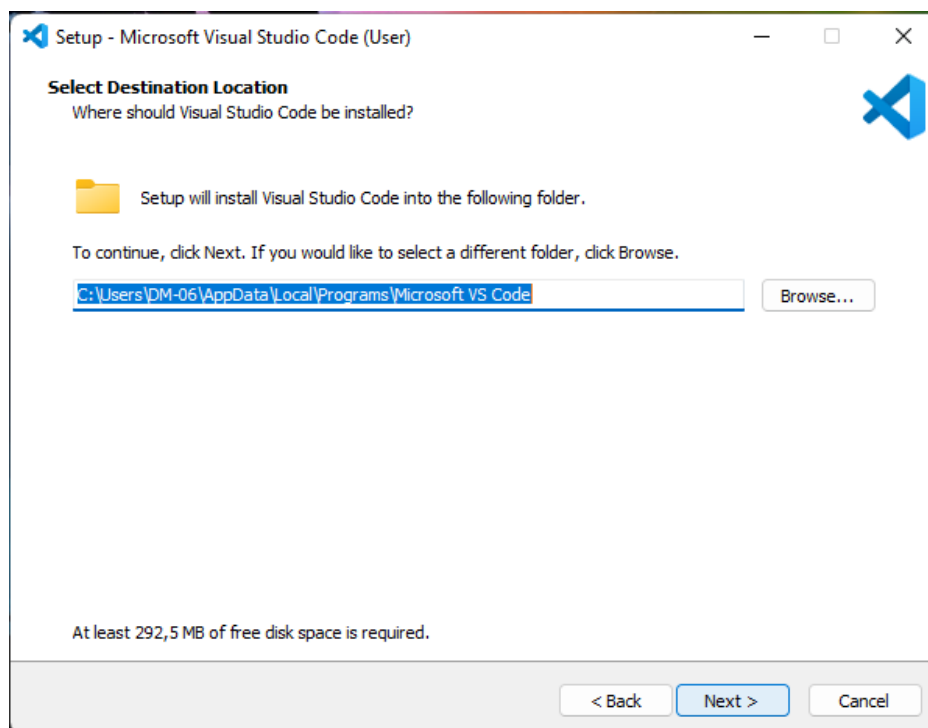 Setup - Microsoft Visual Studio Code (User)
Select Destination Location
Where should Visual Studio Code be installed?
Setup will install Visual Studio Code into the following folder.
To continue, click Next. If you would like to select a different folder, click Browse.
C:\Users\DM-06\AppData\Local\Programs\Microsoft VS Code
Browse...
At least 292,5 MB of free disk space is required.
< Back
Next >
Cancel